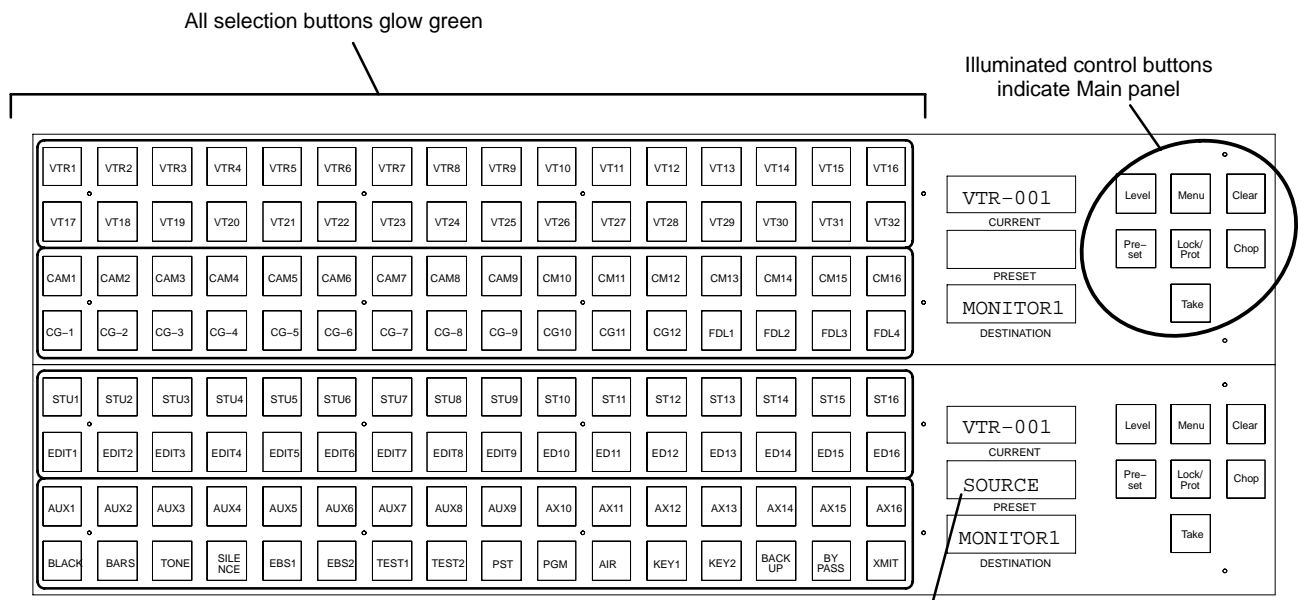 All selection buttons glow green
Illuminated control buttons
indicate Main panel
VTR1 VTR2 VTR3 VTR4 VTR5 VTR6 VTR7 VTR8 VTR9 VT10 VT11 VT12 VT13 VT14 VT15 VT16
VT17 VT18 VT19 VT20 VT21 VT22 VT23 VT24 VT25 VT26 VT27 VT28 VT29 VT30 VT31 VT32
CAM1 CAM2 CAM3 CAM4 CAM5 CAM6 CAM7 CAM8 CAM9 CM10 CM11 CM12 CM13 CM14 CM15 CM16
CG−1 CG−2 CG−3 CG−4 CG−5 CG−6 CG−7 CG−8 CG−9 CG10 CG11 CG12 FDL1 FDL2 FDL3 FDL4
VTR−001
CURRENT
PRESET
MONITOR1
DESTINATION
Level Menu Clear
Pre−
set
Lock/
Prot
Chop
Take
STU1 STU2 STU3 STU4 STU5 STU6 STU7 STU8 STU9 ST10 ST11 ST12 ST13 ST14 ST15 ST16
EDIT1 EDIT2 EDIT3 EDIT4 EDIT5 EDIT6 EDIT7 EDIT8 EDIT9 ED10 ED11 ED12 ED13 ED14 ED15 ED16
AUX1 AUX2 AUX3 AUX4 AUX5 AUX6 AUX7 AUX8 AUX9 AX10 AX11 AX12 AX13 AX14 AX15 AX16
BLACK BARS TONE SILE
NCE EBS1 EBS2 TEST1 TEST2 PST PGM AIR KEY1 KEY2 BACK
UP BY
PASS XMIT
VTR−001
CURRENT
SOURCE
PRESET
MONITOR1
DESTINATION
Level Menu Clear
Pre−
set
Lock/
Prot
Chop
Take